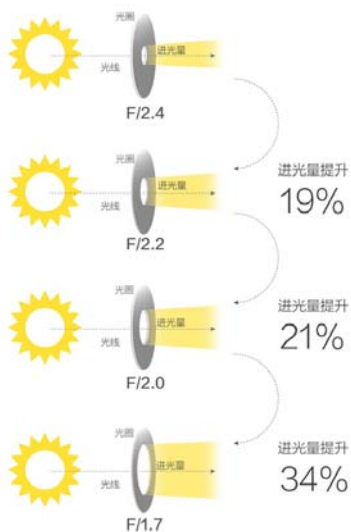 光圈
进光量
光线
F/2.4
进光量提升
19%
光圈
进光量
光线
F/2.2
进光量提升
21%
光圈
进光量
光线
F/2.0
进光量提升
34%
光圈
进光量
光线
F/1.7